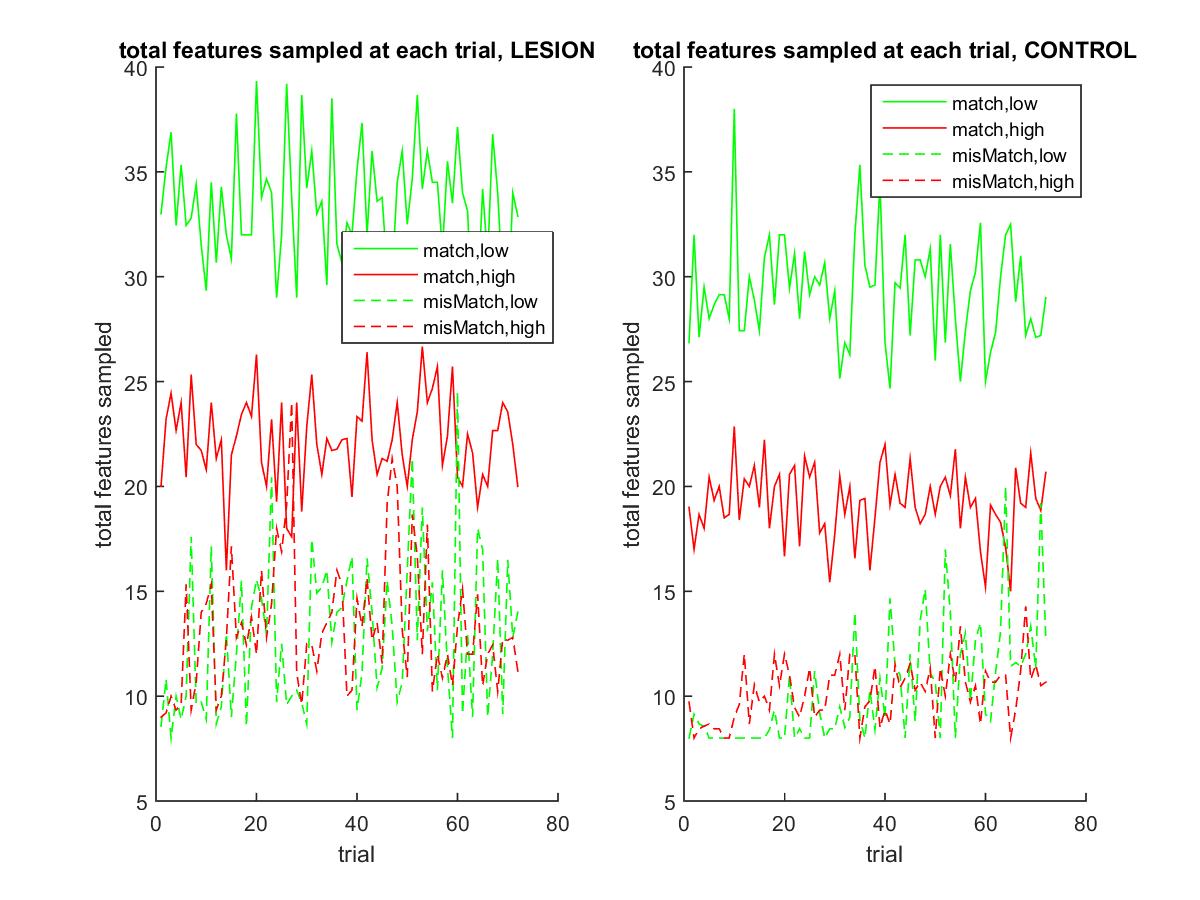 total features sampled at each trial, LESION
40
35
30
25
20
15
10
5
0
20
40
60
80
total features sampled
trial
match,low
match,high
misMatch,low
misMatch,high
total features sampled at each trial, CONTROL
40
35
30
25
20
15
10
5
0
20
40
60
80
total features sampled
trial
match,low
match,high
misMatch,low
misMatch,high